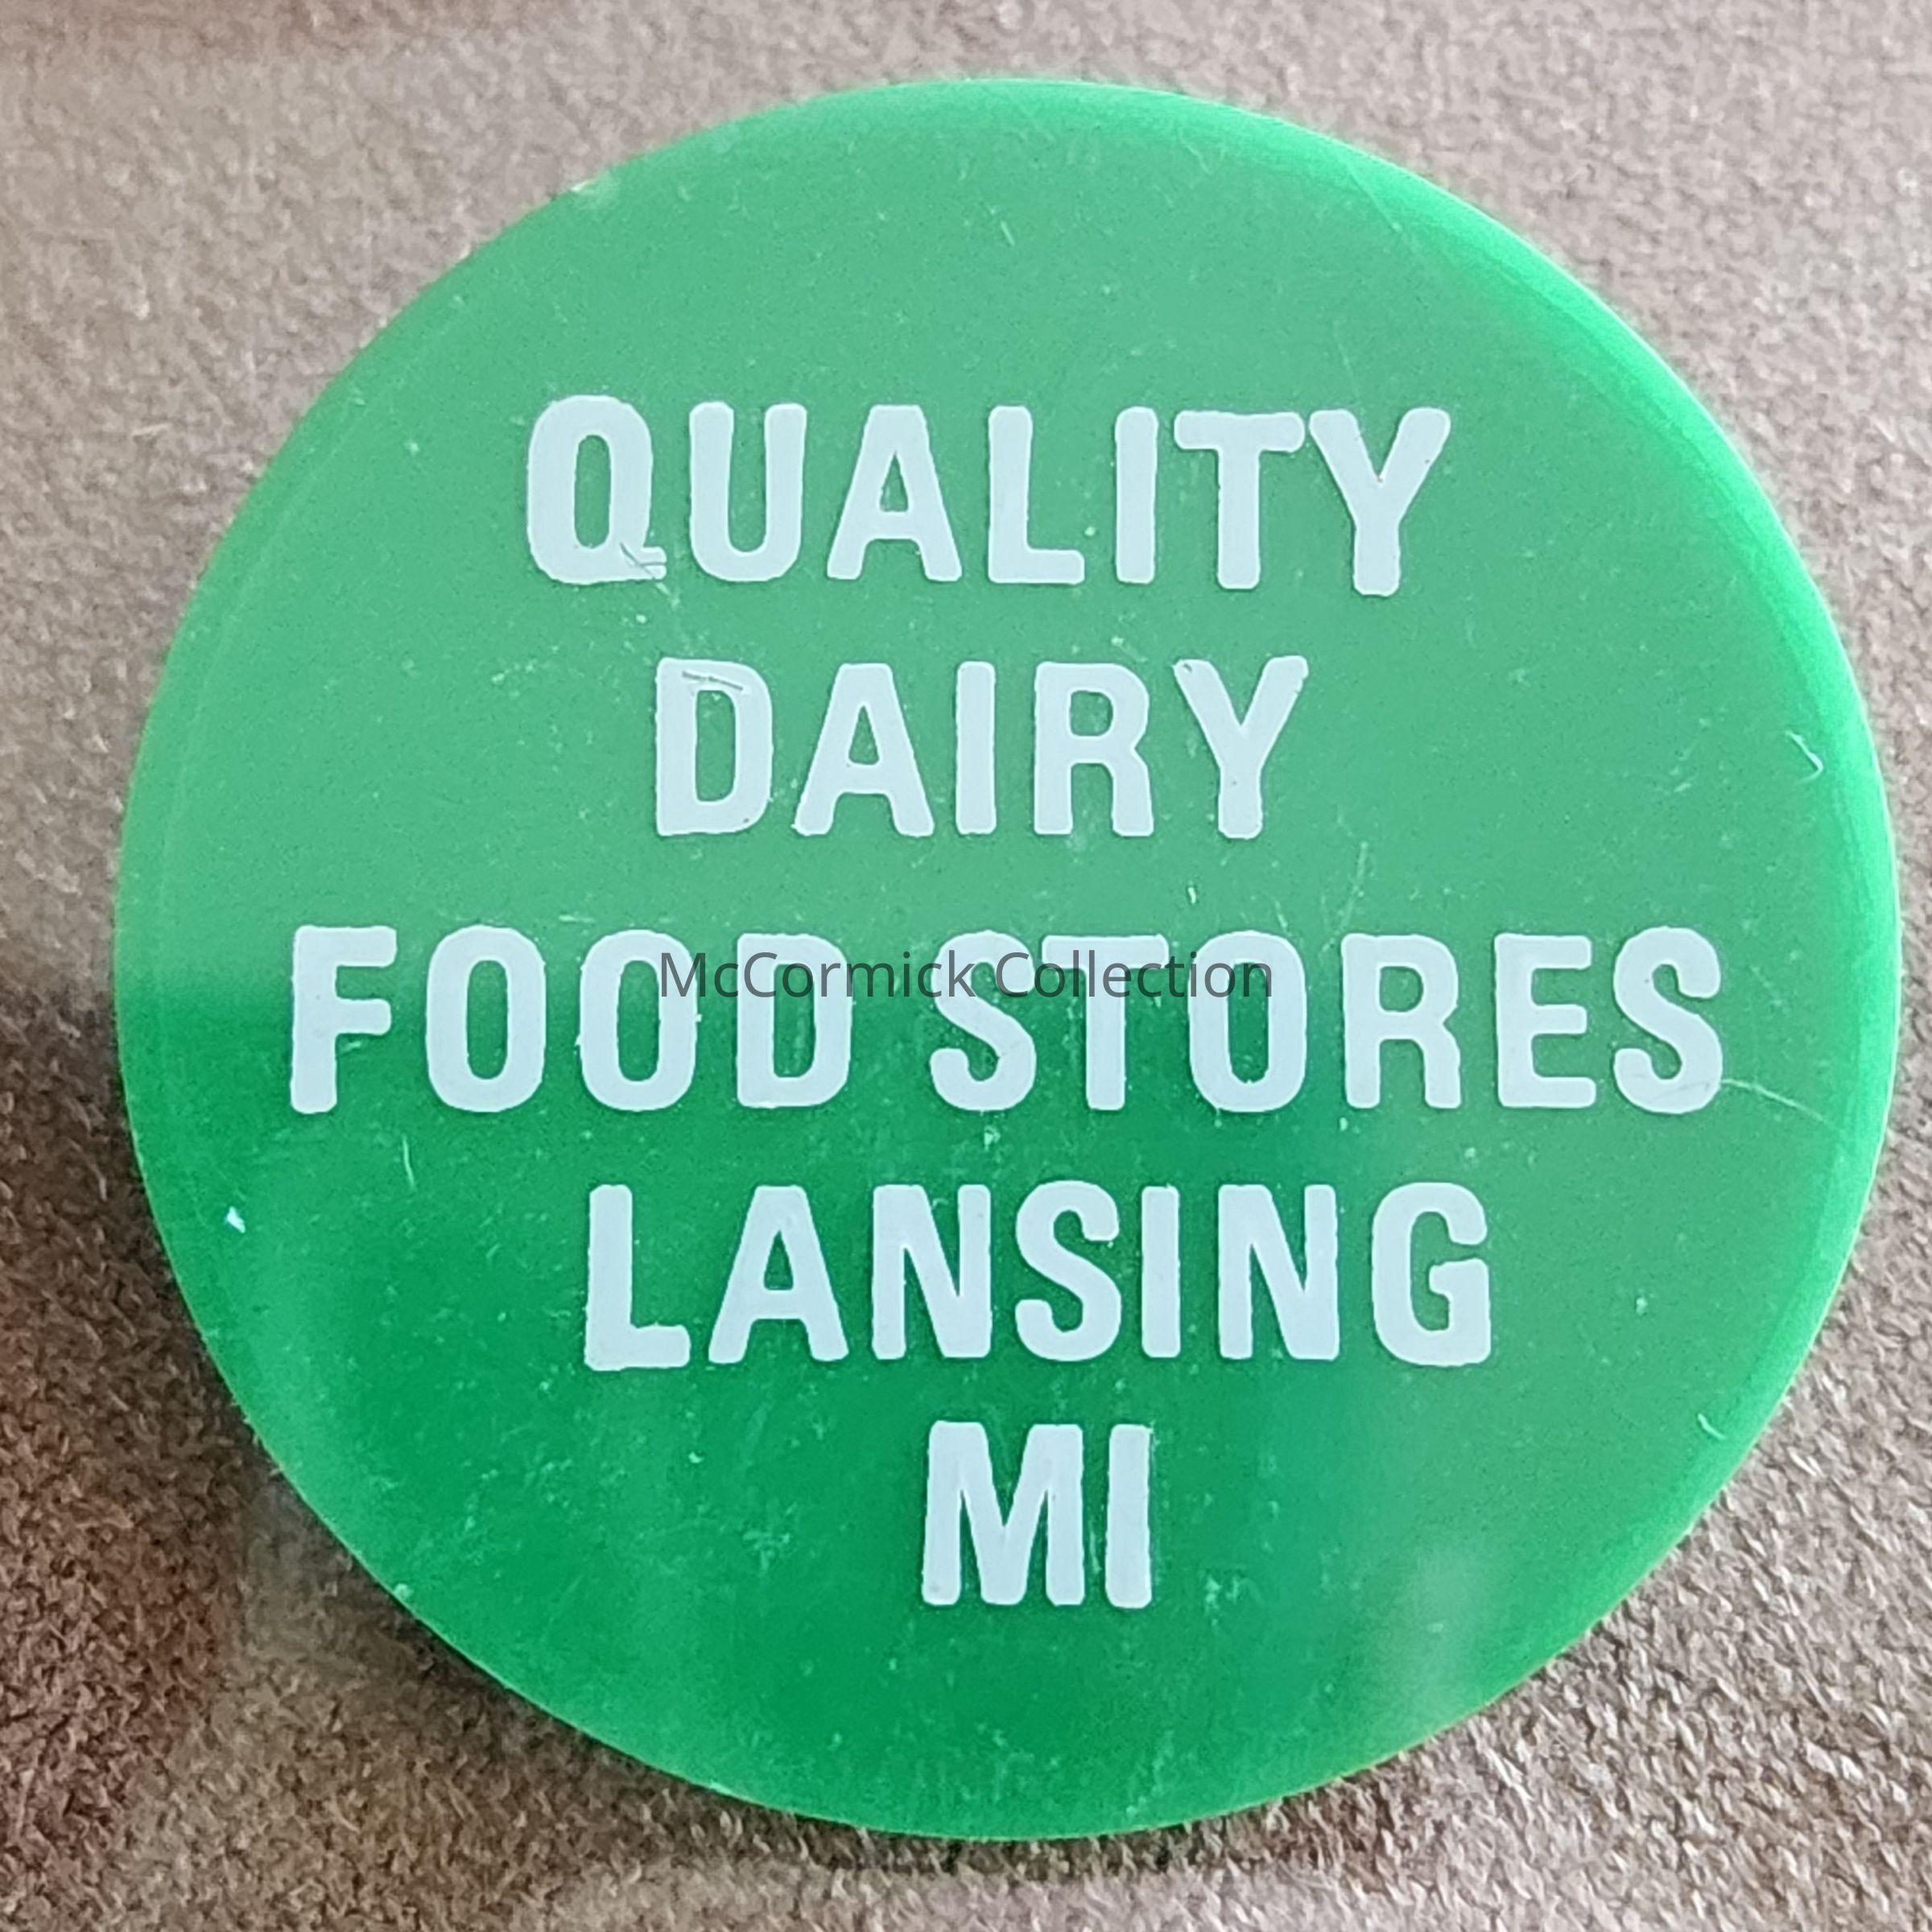 QUALITY
DAIRY
FOOD STORES
McCormick Collection
LANSING
MI